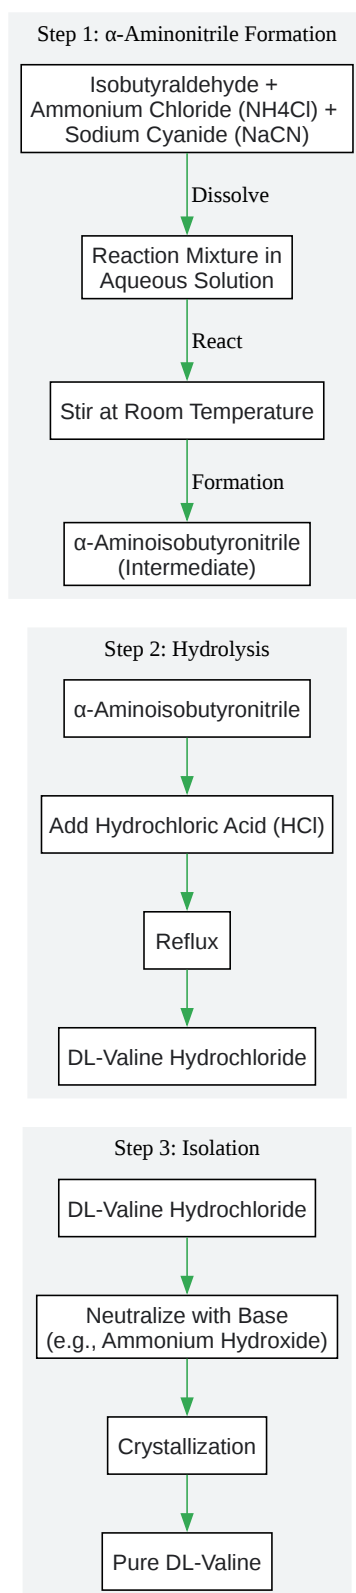 Step 1: α-Aminonitrile Formation
Isobutyraldehyde +
Ammonium Chloride (NH4Cl) +
Sodium Cyanide (NaCN)
Dissolve
Reaction Mixture in
Aqueous Solution
React
Stir at Room Temperature
Formation
α-Aminoisobutyronitrile
(Intermediate)
Step 2: Hydrolysis
α-Aminoisobutyronitrile
Add Hydrochloric Acid (HCl)
Reflux
DL-Valine Hydrochloride
Step 3: Isolation
DL-Valine Hydrochloride
Neutralize with Base
(e.g., Ammonium Hydroxide)
Crystallization
Pure DL-Valine